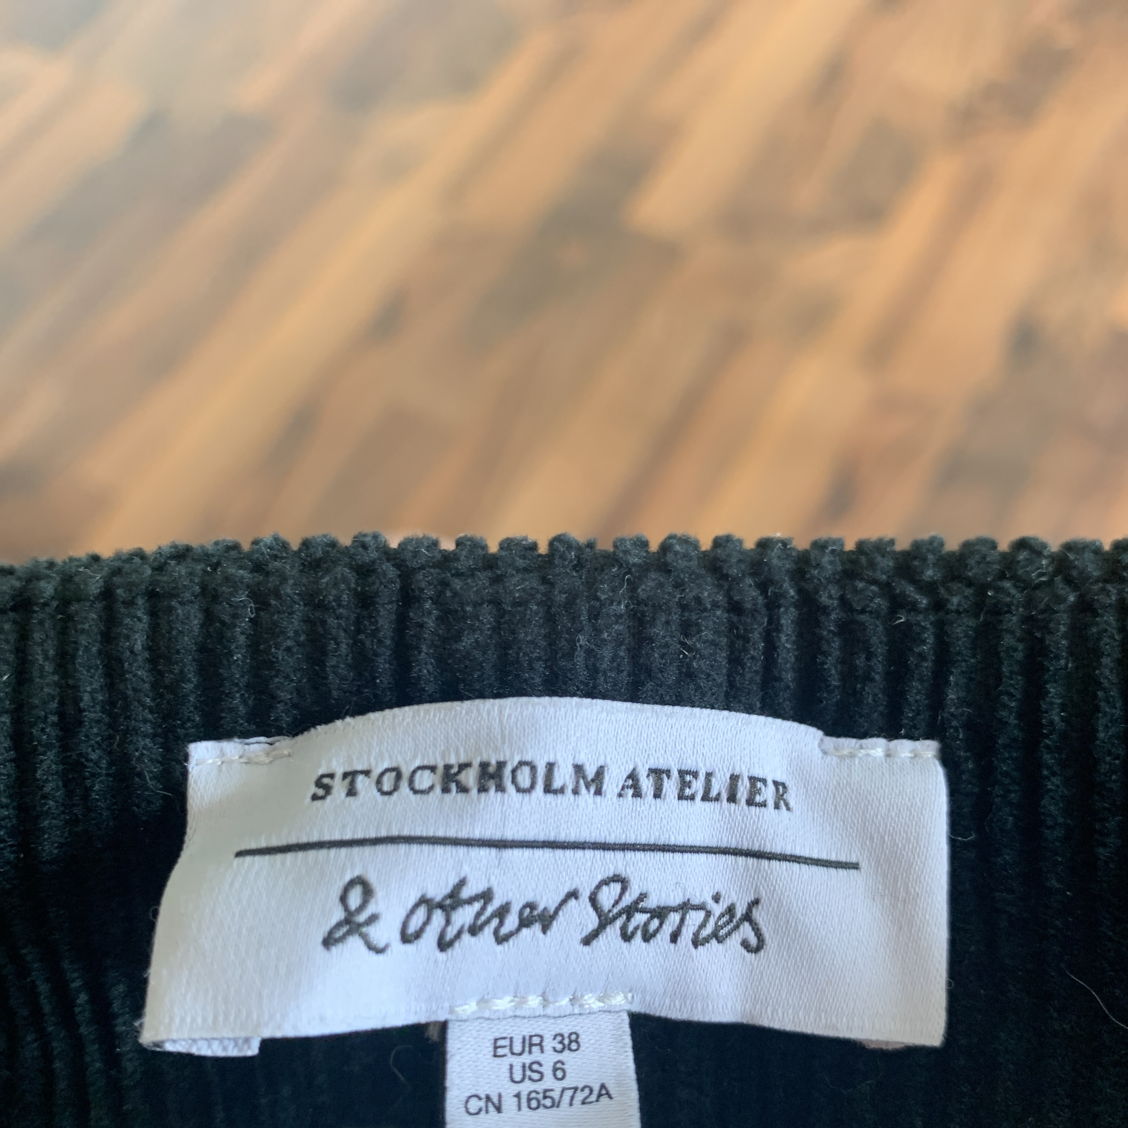 STOCKHOLM ATELIER
& other Stories
EUR 38
US 6
CN 165/72A